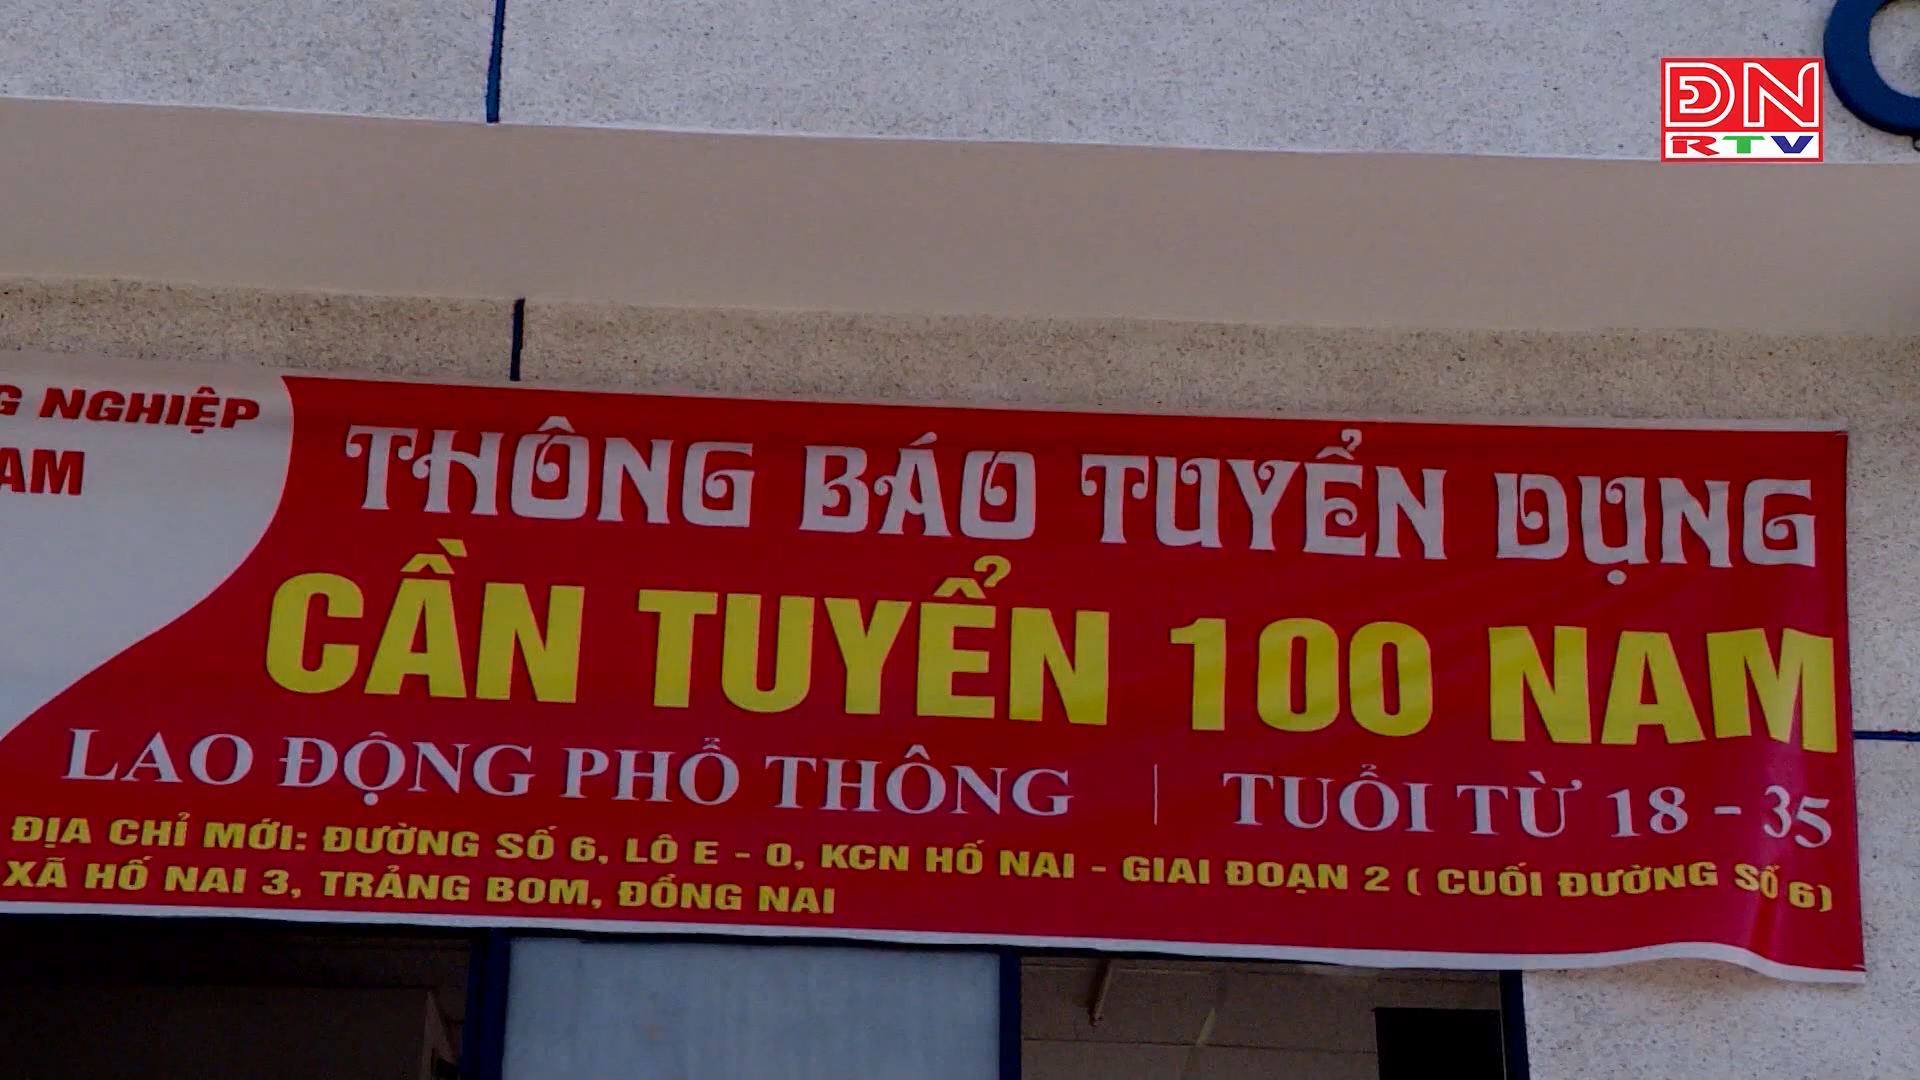 ĐN
RTV
NGHIỆP
THÔNG BÁO TUYỂN DỤNG
CẦN TUYỂN 100 NAM
LAO ĐỘNG PHỔ THÔNG | TUỔI TỪ 18 - 35
ĐỊA CHỈ MỚI: ĐƯỜNG SỐ 6, LÔ E - 0, KCN HỐ NAI - GIAI ĐOẠN 2 ( CUỐI ĐƯỜNG SỐ 6)
XÃ HỐ NAI 3, TRẢNG BOM, ĐỒNG NAI